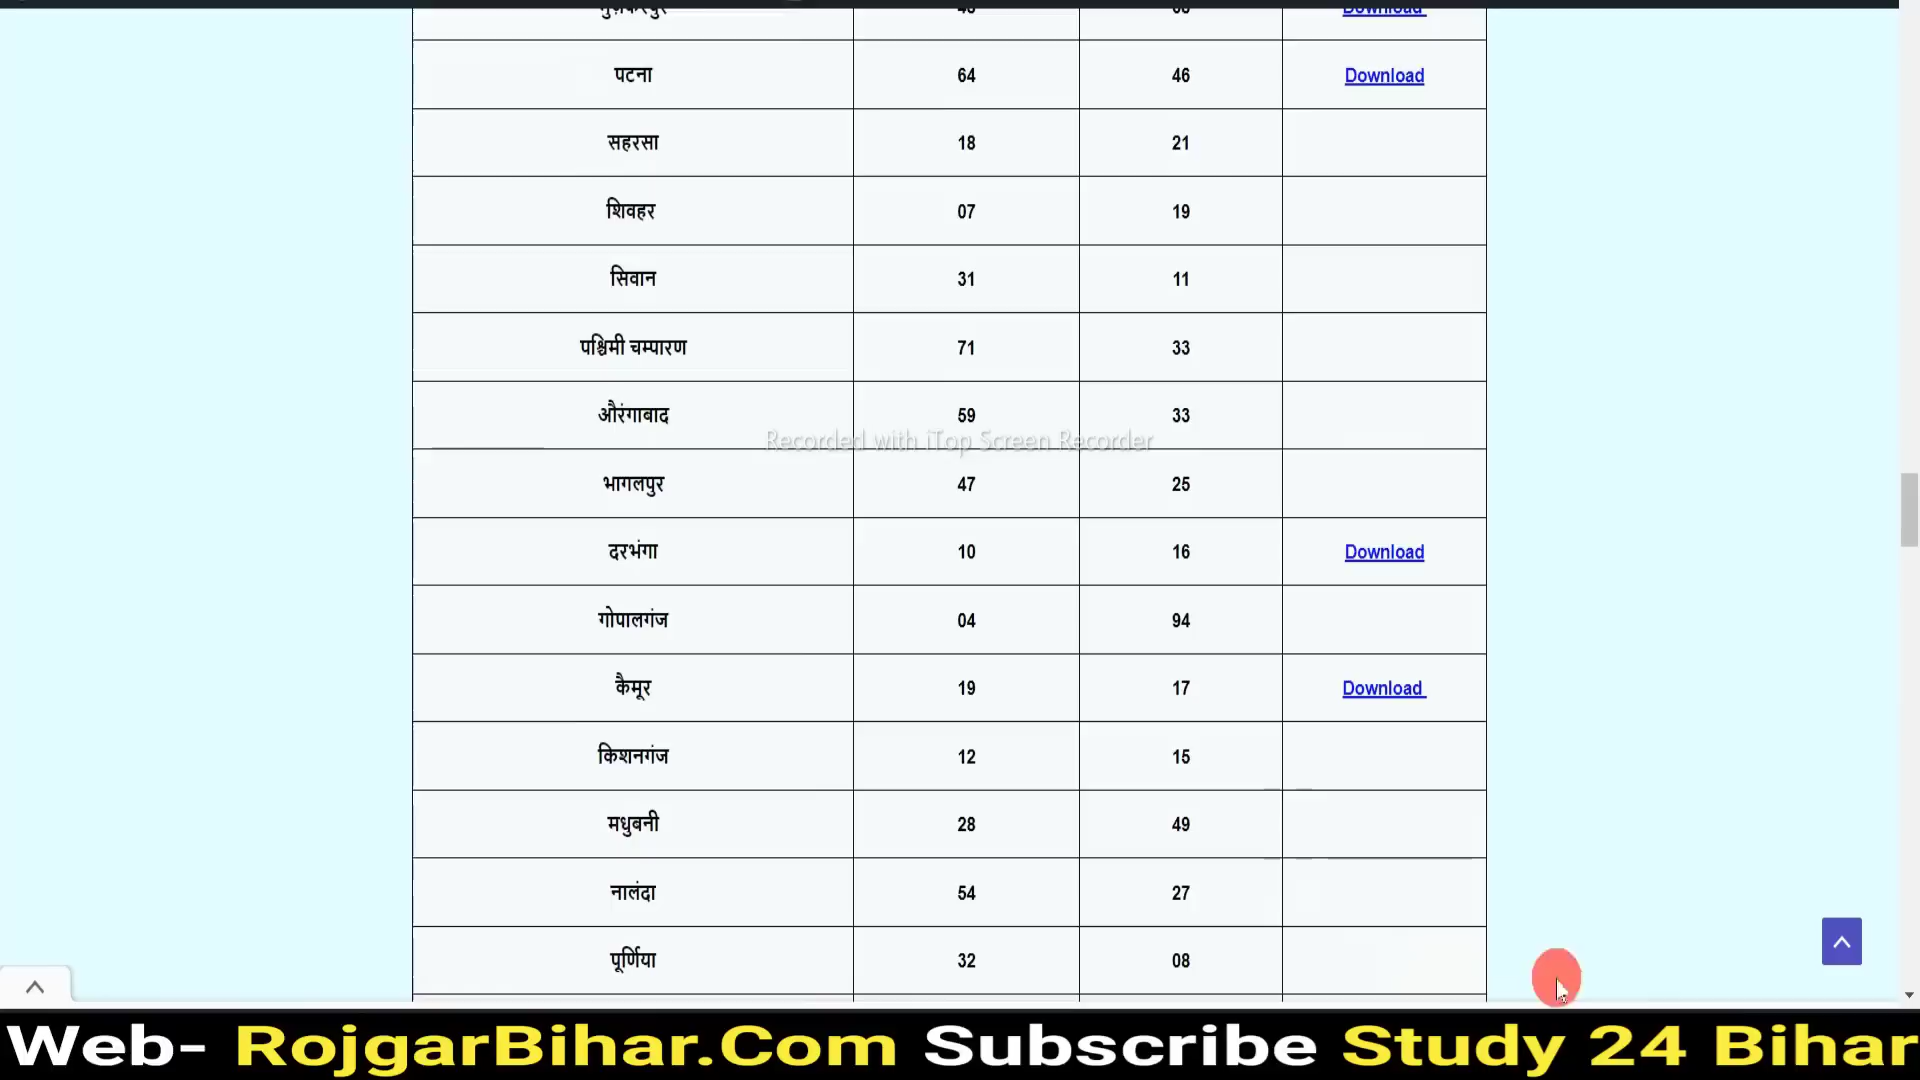 पटना 64 46 Download
सहरसा 18 21
शिवहर 07 19
सिवान 31 11
पश्चिमी चम्पारण 71 33
औरंगाबाद 59 33
Recorded with iTop Screen Recorder
भागलपुर 47 25
दरभंगा 10 16 Download
गोपालगंज 04 94
कैमूर 19 17 Download
किशनगंज 12 15
मधुबनी 28 49
नालंदा 54 27
पूर्णिया 32 08
Web- RojgarBihar.Com Subscribe Study 24 Bihar